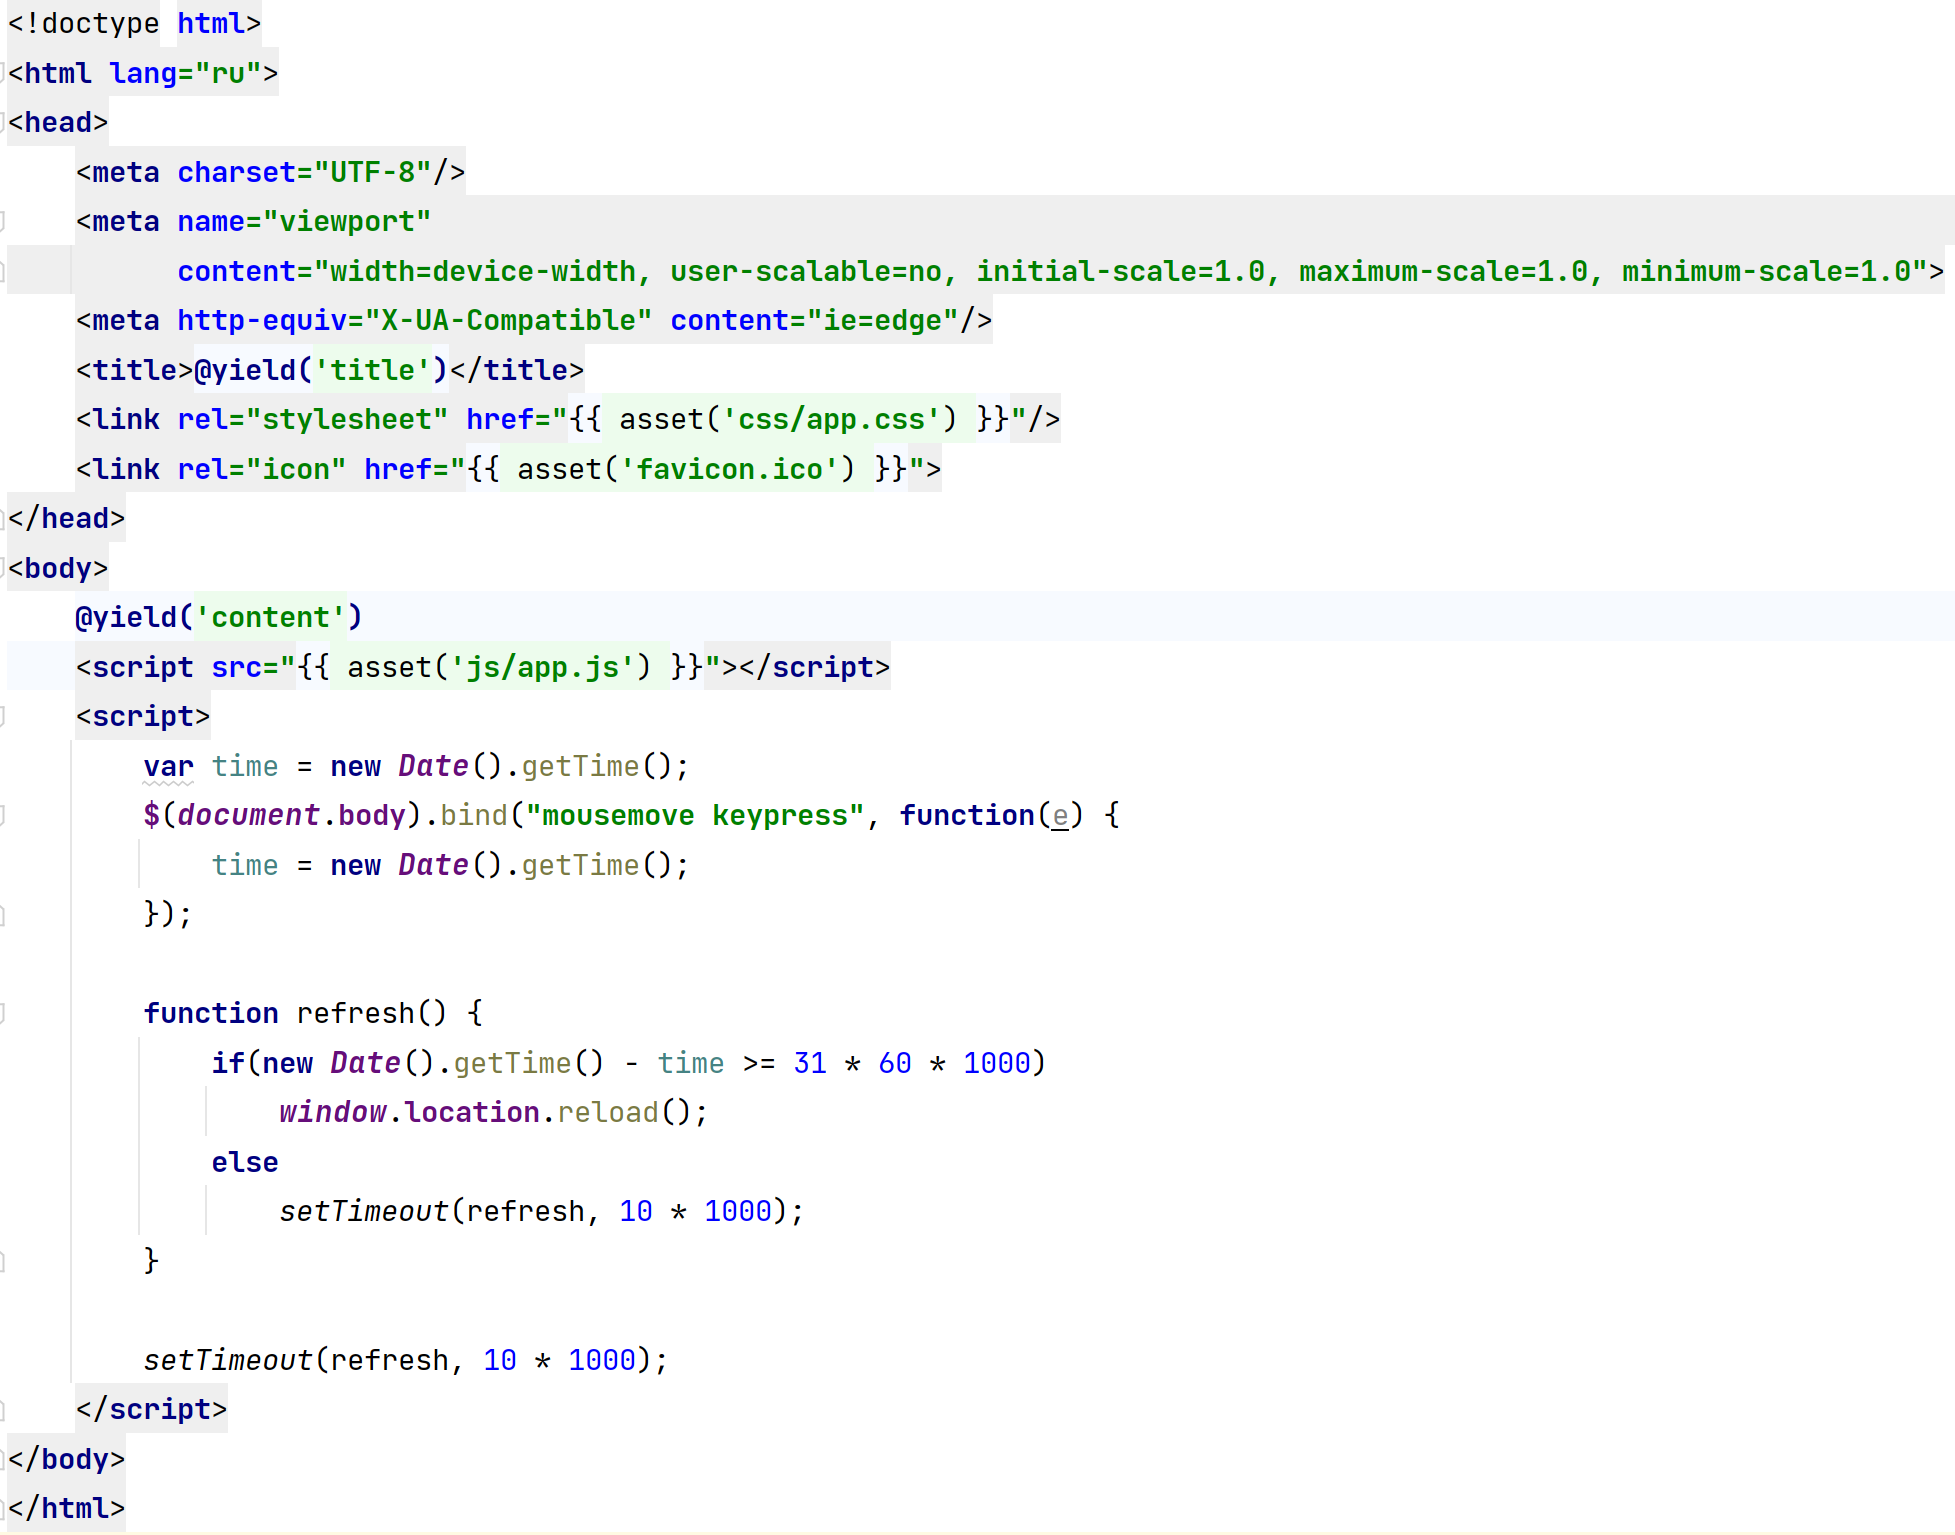 <!doctype html>
<html lang="ru">
<head>
    <meta charset="UTF-8"/>
    <meta name="viewport"
          content="width=device-width, user-scalable=no, initial-scale=1.0, maximum-scale=1.0, minimum-scale=1.0">
    <meta http-equiv="X-UA-Compatible" content="ie=edge"/>
    <title>@yield('title')</title>
    <link rel="stylesheet" href="{{ asset('css/app.css') }}"/>
    <link rel="icon" href="{{ asset('favicon.ico') }}">
</head>
<body>
    @yield('content')
    <script src="{{ asset('js/app.js') }}"></script>
    <script>
        var time = new Date().getTime();
        $(document.body).bind("mousemove keypress", function(e) {
            time = new Date().getTime();
        });

        function refresh() {
            if(new Date().getTime() - time >= 31 * 60 * 1000)
                window.location.reload();
            else
                setTimeout(refresh, 10 * 1000);
        }

        setTimeout(refresh, 10 * 1000);
    </script>
</body>
</html>